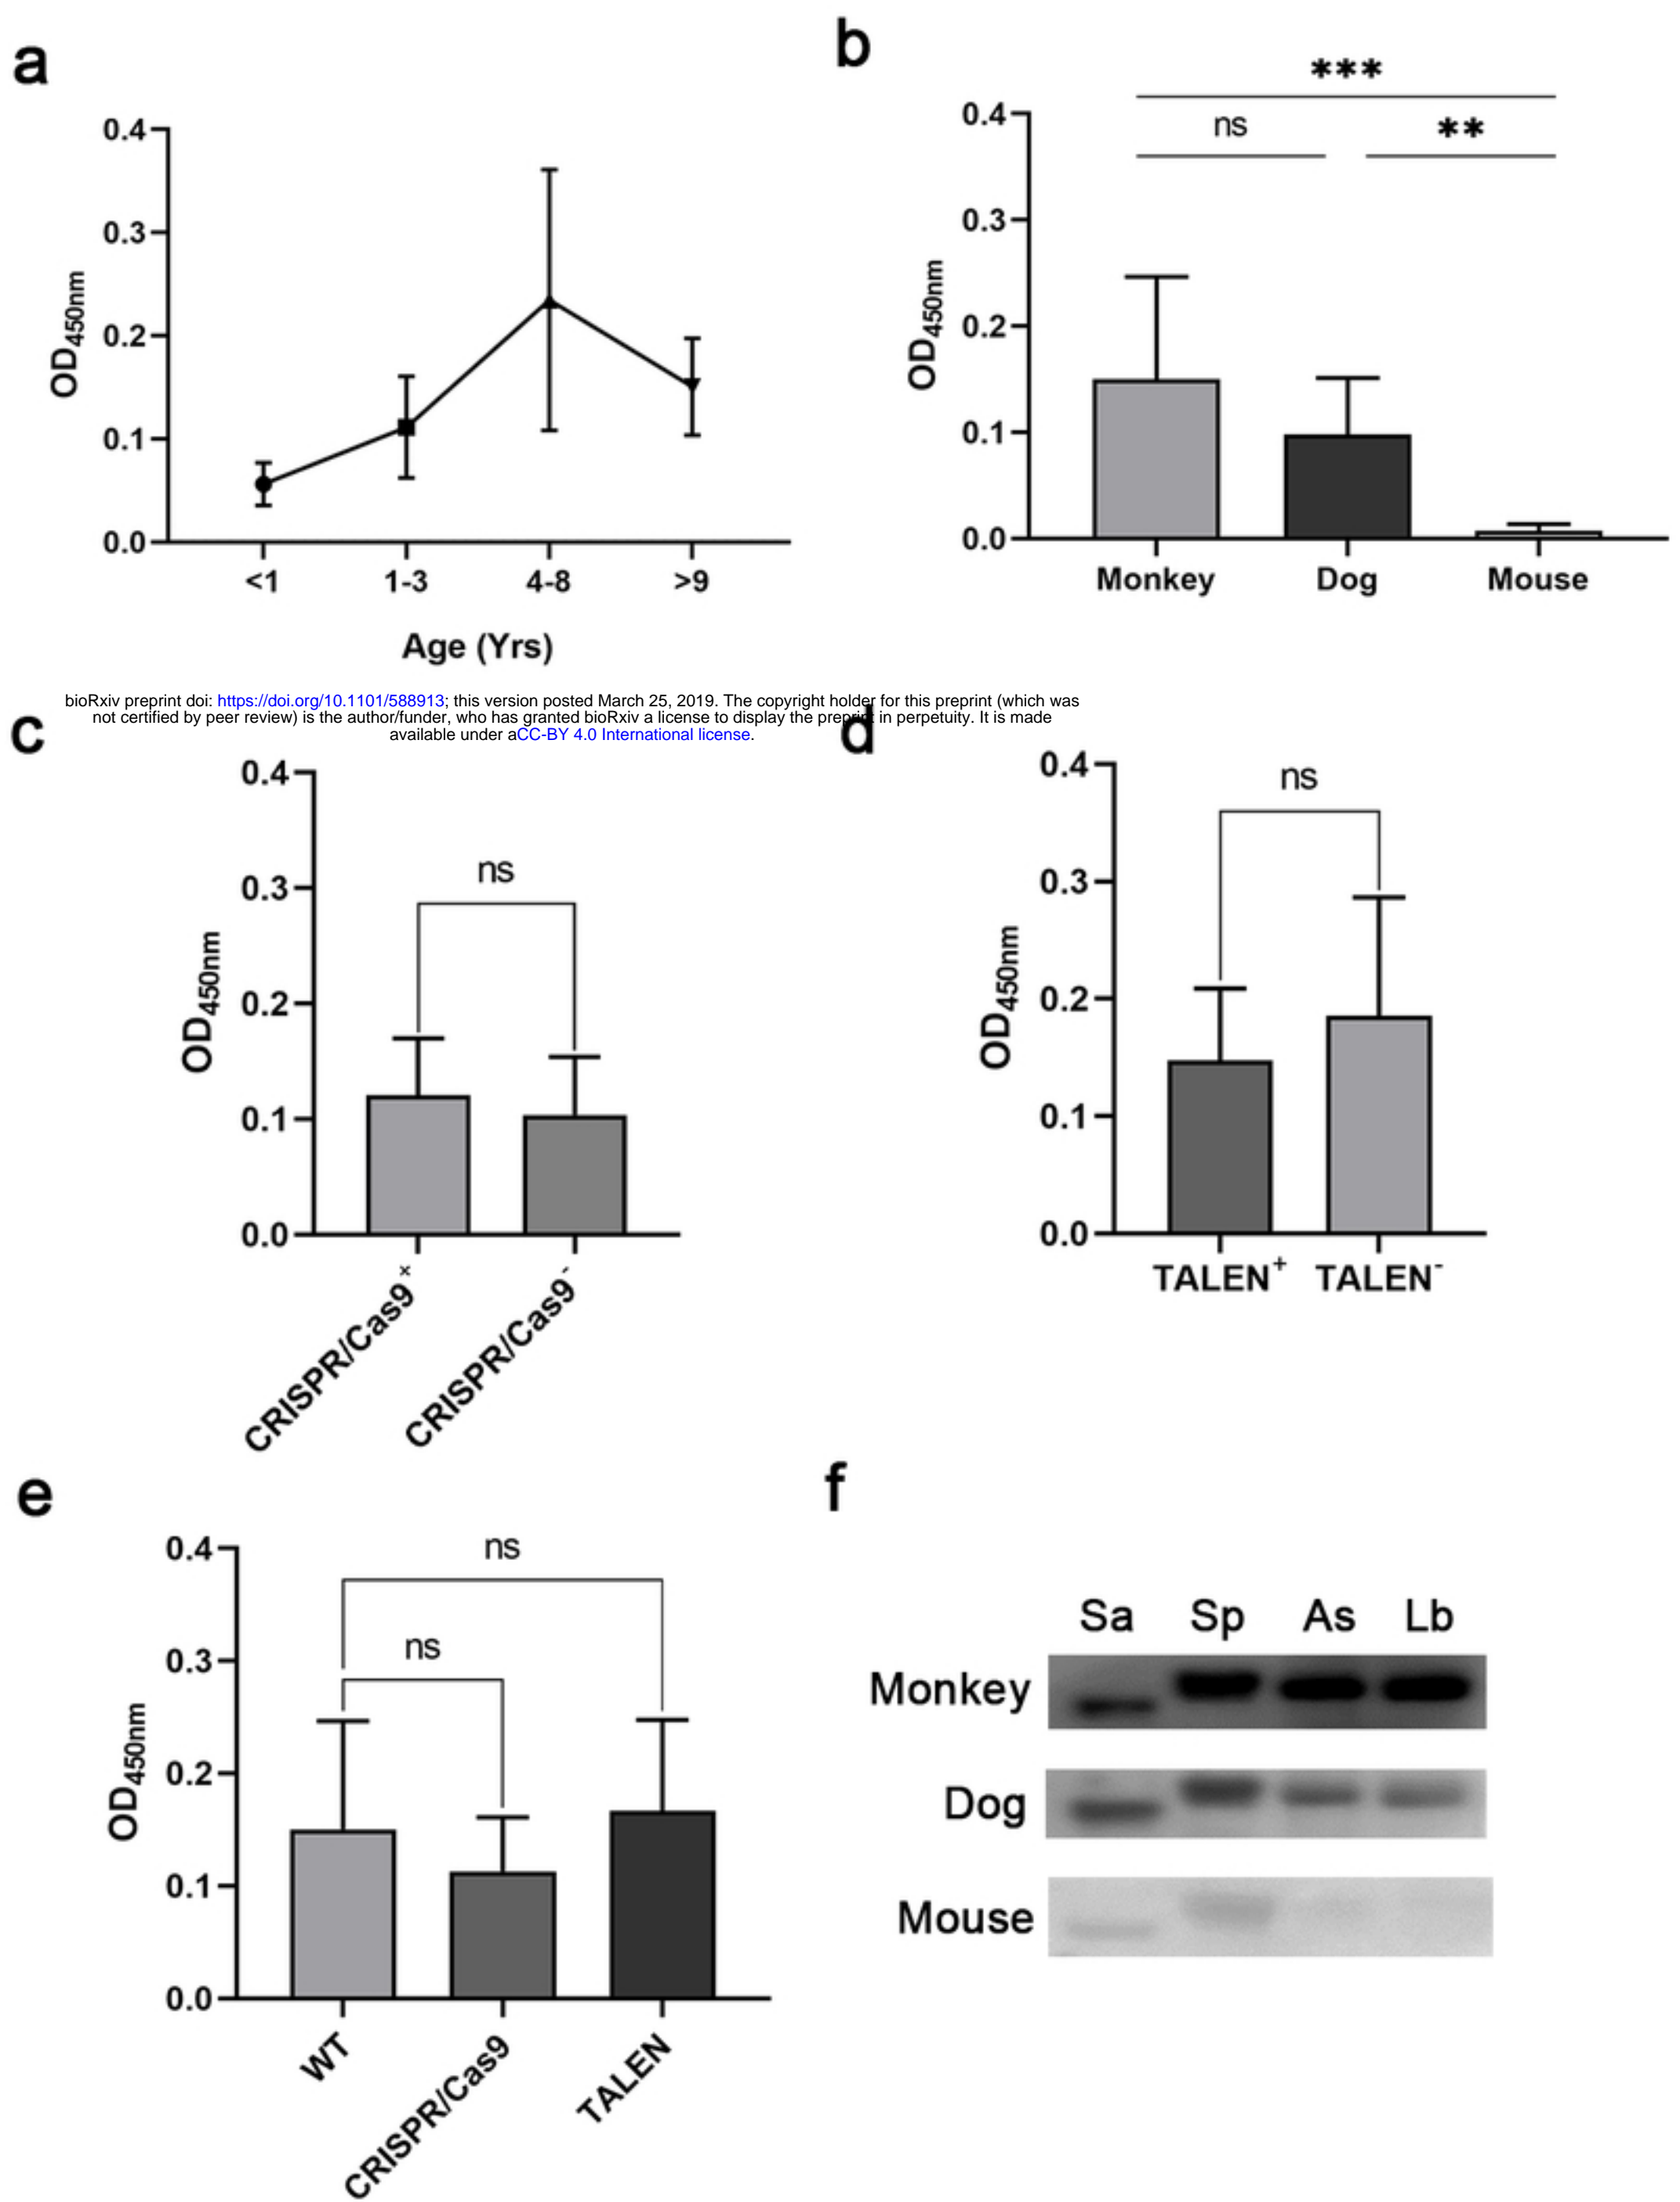 a
0.4
0.3
0.2
0.1
0.0
OD450nm
<1 1-3 4-8 >9
Age (Yrs)
b
***
ns **
0.4
0.3
0.2
0.1
0.0
OD450nm
Monkey Dog Mouse
bioRxiv preprint doi: https://doi.org/10.1101/588913; this version posted March 25, 2019. The copyright holder for this preprint (which was
not certified by peer review) is the author/funder, who has granted bioRxiv a license to display the preprint in perpetuity. It is made
available under aCC-BY 4.0 International license.
c
0.4
0.3
0.2
0.1
0.0
OD450nm
ns
CRISPR/Cas9+
CRISPR/Cas9-
d
0.4
0.3
0.2
0.1
0.0
OD450nm
ns
TALEN+ TALEN-
e
0.4
0.3
0.2
0.1
0.0
OD450nm
ns
ns
WT
CRISPR/Cas9
TALEN
f
Sa Sp As Lb
Monkey
Dog
Mouse